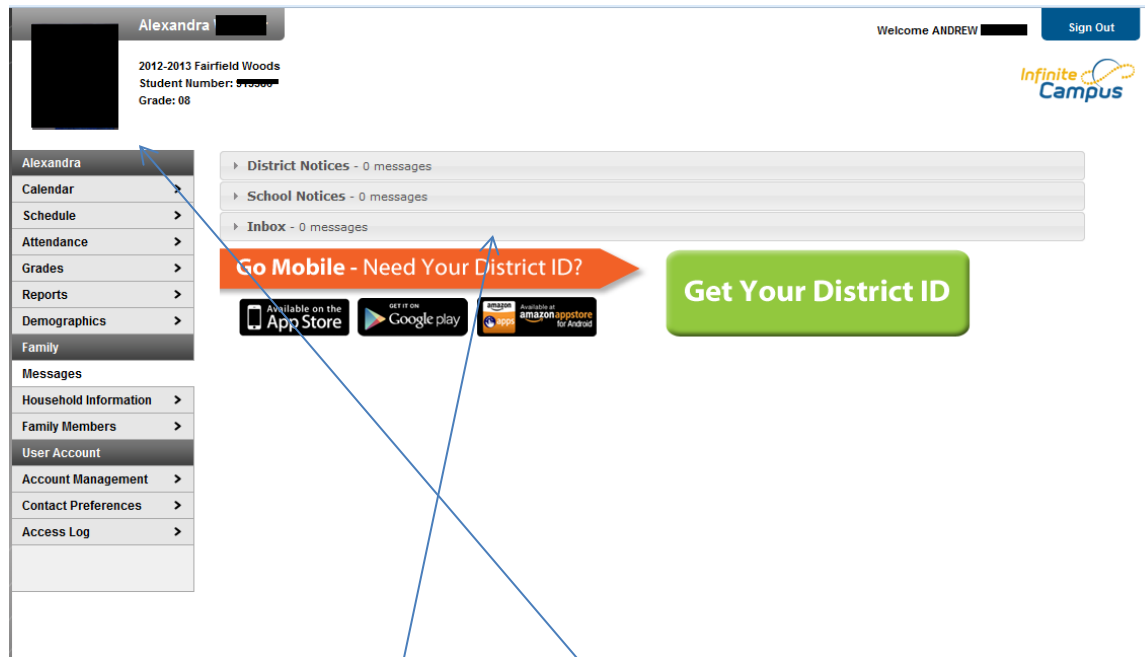 Alexandra
Welcome ANDREW
Sign Out
2012-2013 Fairfield Woods
Student Number:
Grade: 08
Infinite
Campus
Alexandra
Calendar >
Schedule >
Attendance >
Grades >
Reports >
Demographics >
Family
Messages
Household Information >
Family Members >
User Account
Account Management >
Contact Preferences >
Access Log >
District Notices - 0 messages
School Notices - 0 messages
Inbox - 0 messages
Go Mobile - Need Your District ID?
Available on the
App Store
GET IT ON
Google play
amazon
apps
Available at
amazon appstore
for Android
Get Your District ID